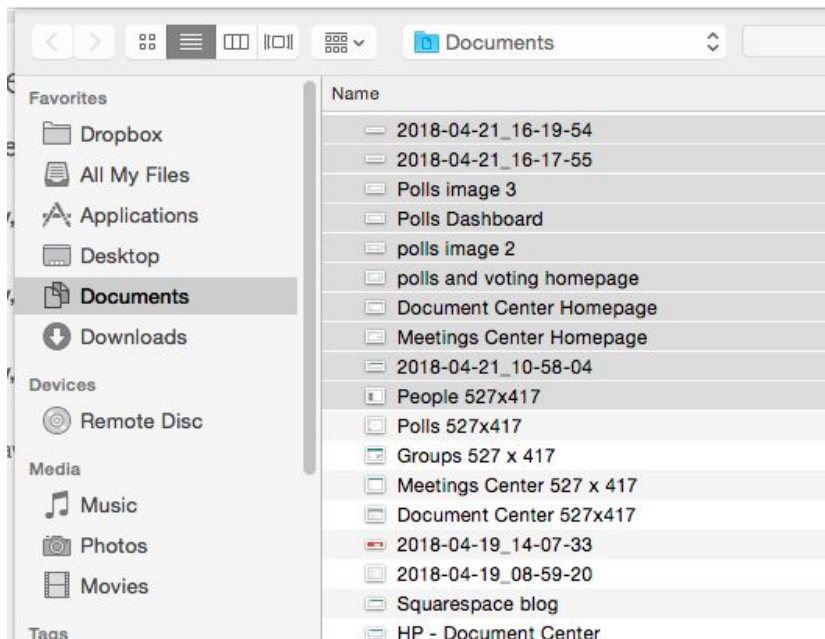 Documents
Favorites
Dropbox
All My Files
Applications
Desktop
Documents
Downloads
Devices
Remote Disc
Media
Music
Photos
Movies
Tags
Name
2018-04-21_16-19-54
2018-04-21_16-17-55
Polls image 3
Polls Dashboard
polls image 2
polls and voting homepage
Document Center Homepage
Meetings Center Homepage
2018-04-21_10-58-04
People 527x417
Polls 527x417
Groups 527 x 417
Meetings Center 527 x 417
Document Center 527x417
2018-04-19_14-07-33
2018-04-19_08-59-20
Squarespace blog
HP - Document Center